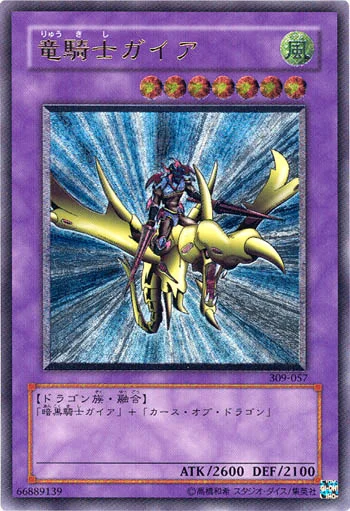 りゅう き し
竜騎士ガイア
風
309-057
【ドラゴン族・融合】
「暗黒騎士ガイア」+「カース・オブ・ドラゴン」
ATK/2600 DEF/2100
66889139
©高橋和希 スタジオ・ダイス/集英社